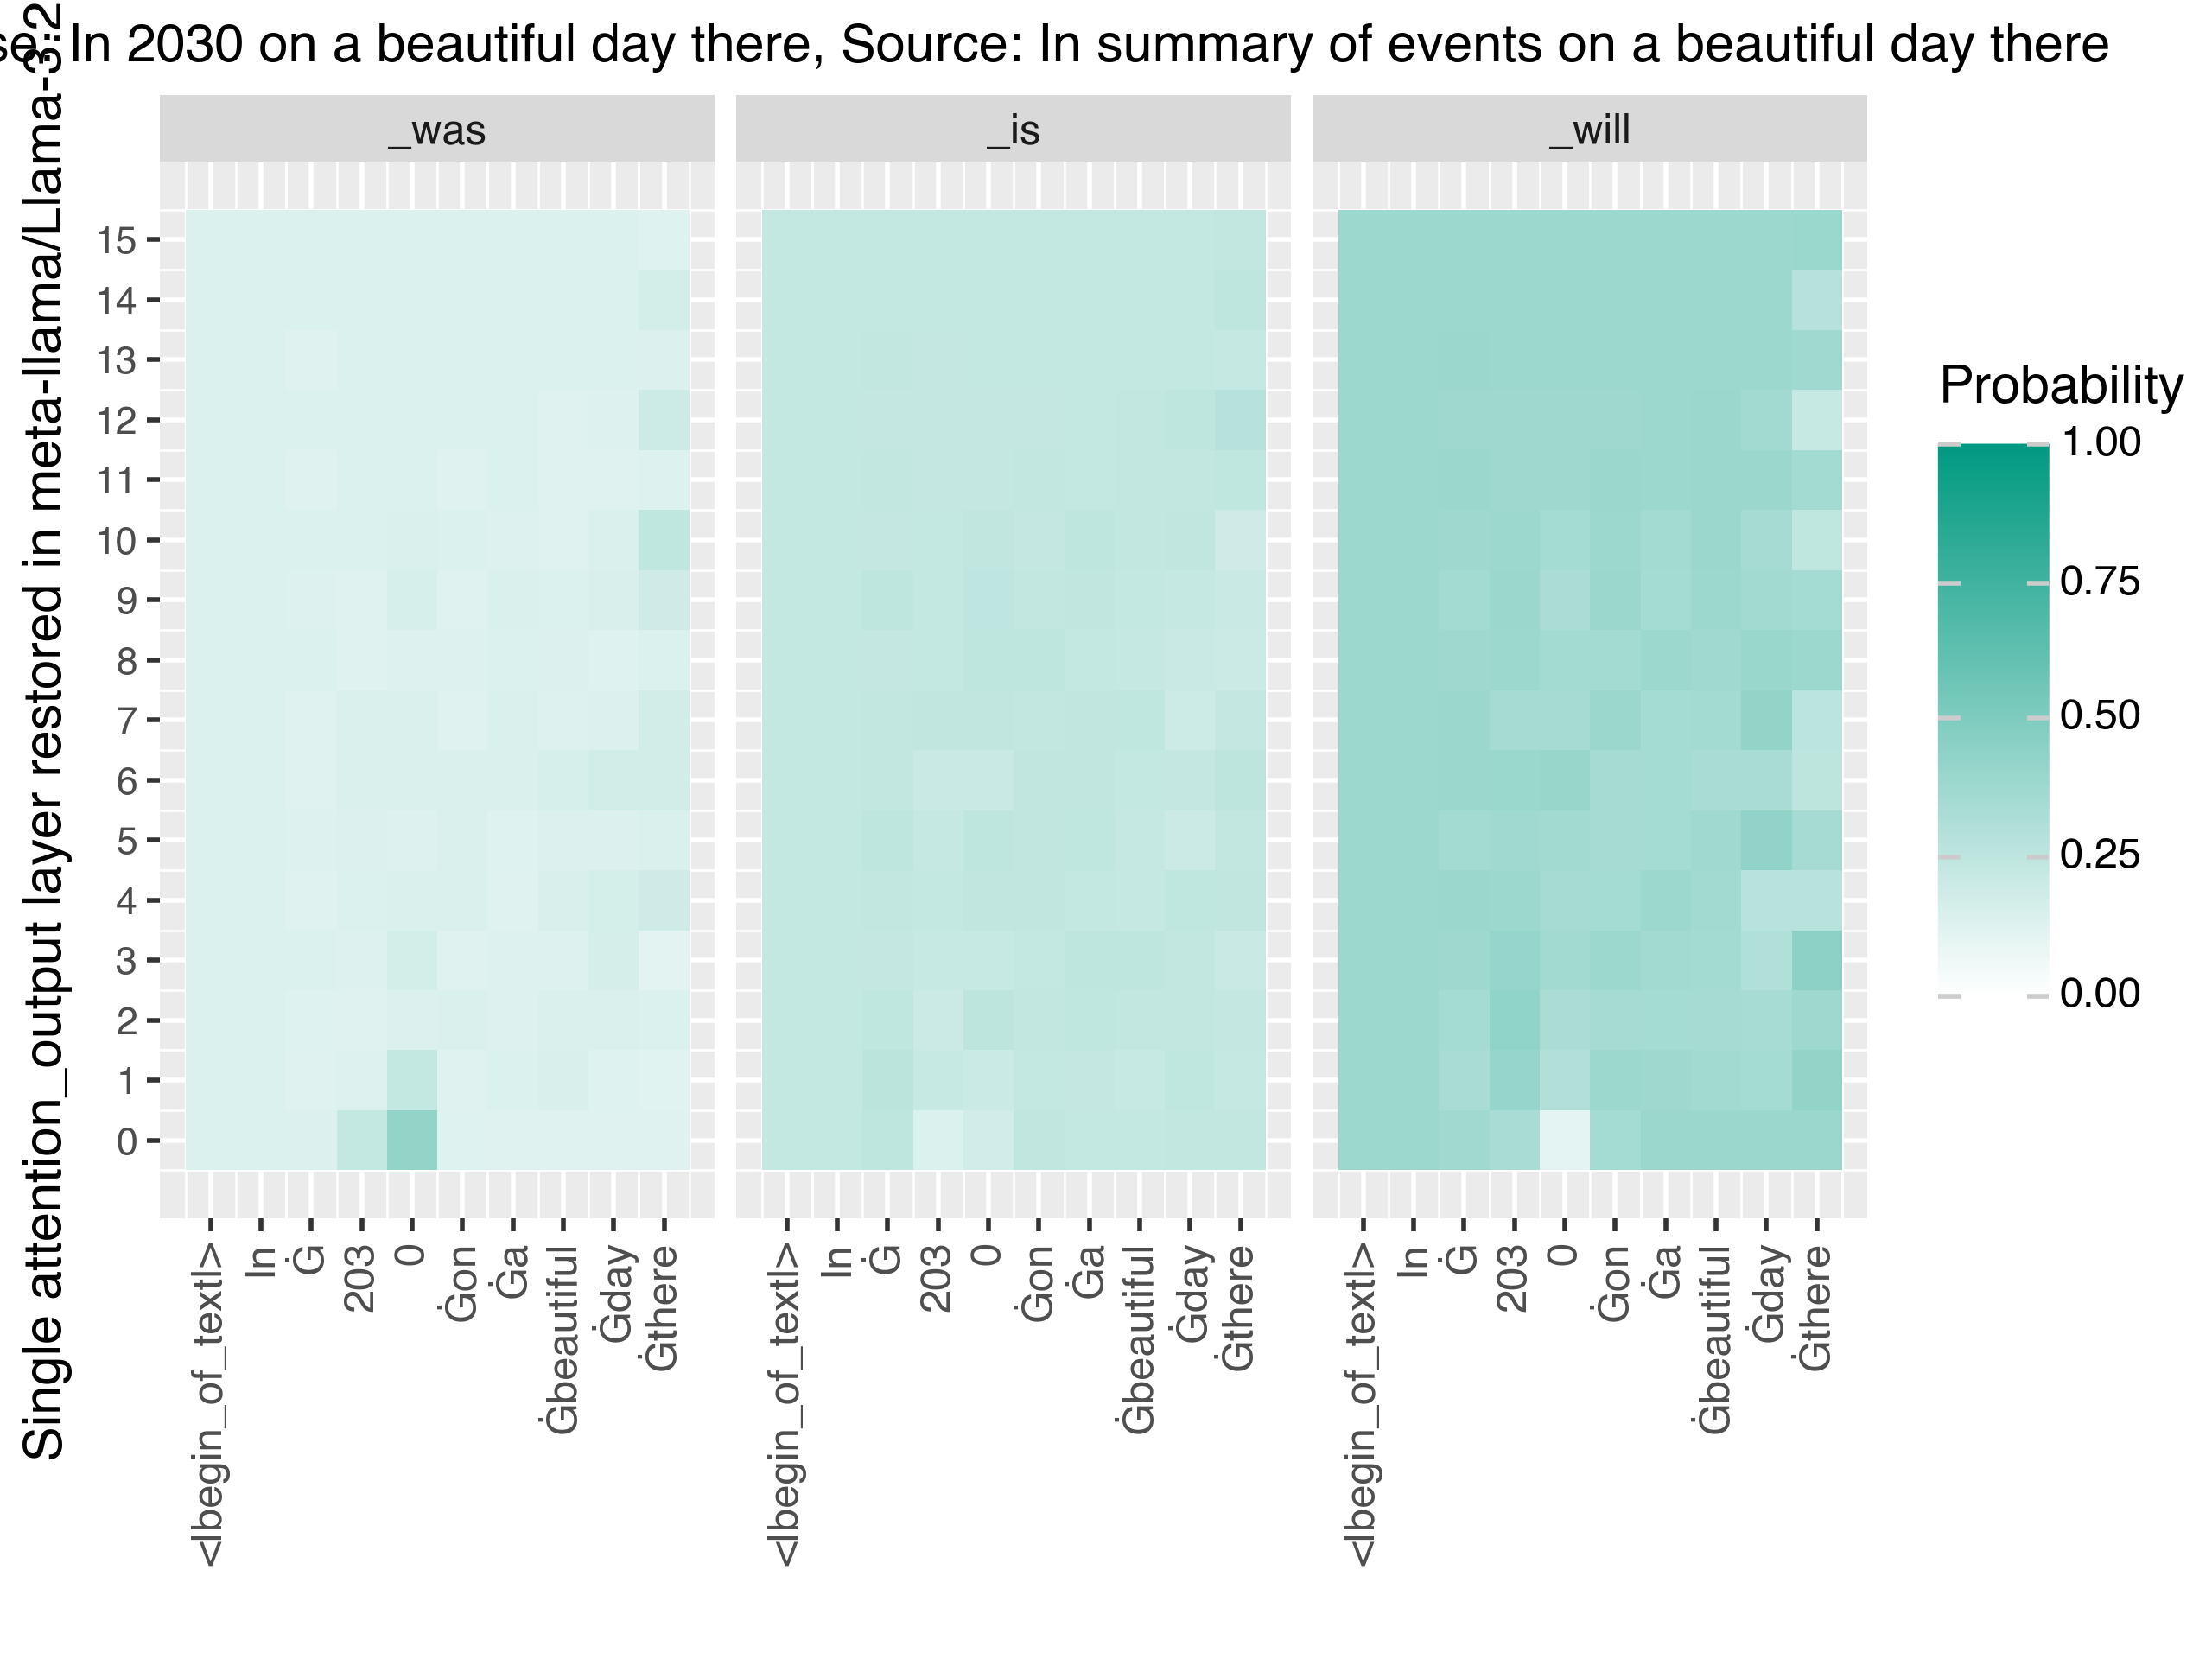 se: In 2030 on a beautiful day there, Source: In summary of events on a beautiful day there
Single attention_output layer restored in meta-llama/Llama-3.2
_was
_is
_will
15
14
13
12
11
10
9
8
7
6
5
4
3
2
1
0
<|begin_of_text|>
In
Ġ
203
0
Ġon
Ġa
Ġbeautiful
Ġday
Ġthere
<|begin_of_text|>
In
Ġ
203
0
Ġon
Ġa
Ġbeautiful
Ġday
Ġthere
<|begin_of_text|>
In
Ġ
203
0
Ġon
Ġa
Ġbeautiful
Ġday
Ġthere
Probability
1.00
0.75
0.50
0.25
0.00